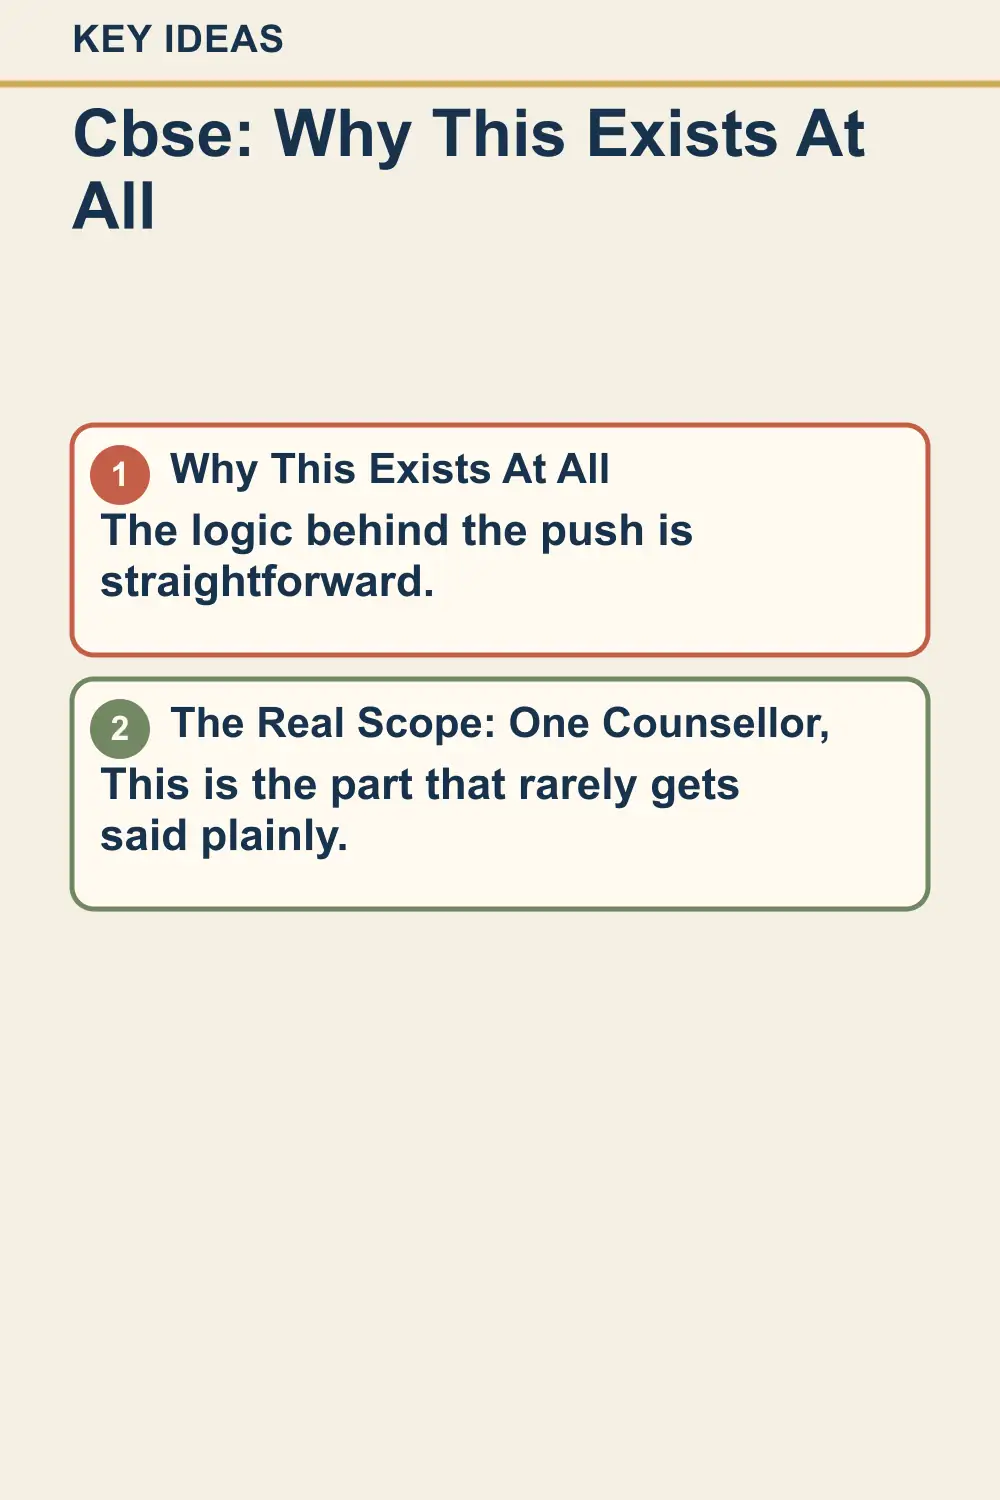 KEY IDEAS
Cbse: Why This Exists At
All
1 Why This Exists At All
The logic behind the push is
straightforward.
2 The Real Scope: One Counsellor,
This is the part that rarely gets
said plainly.